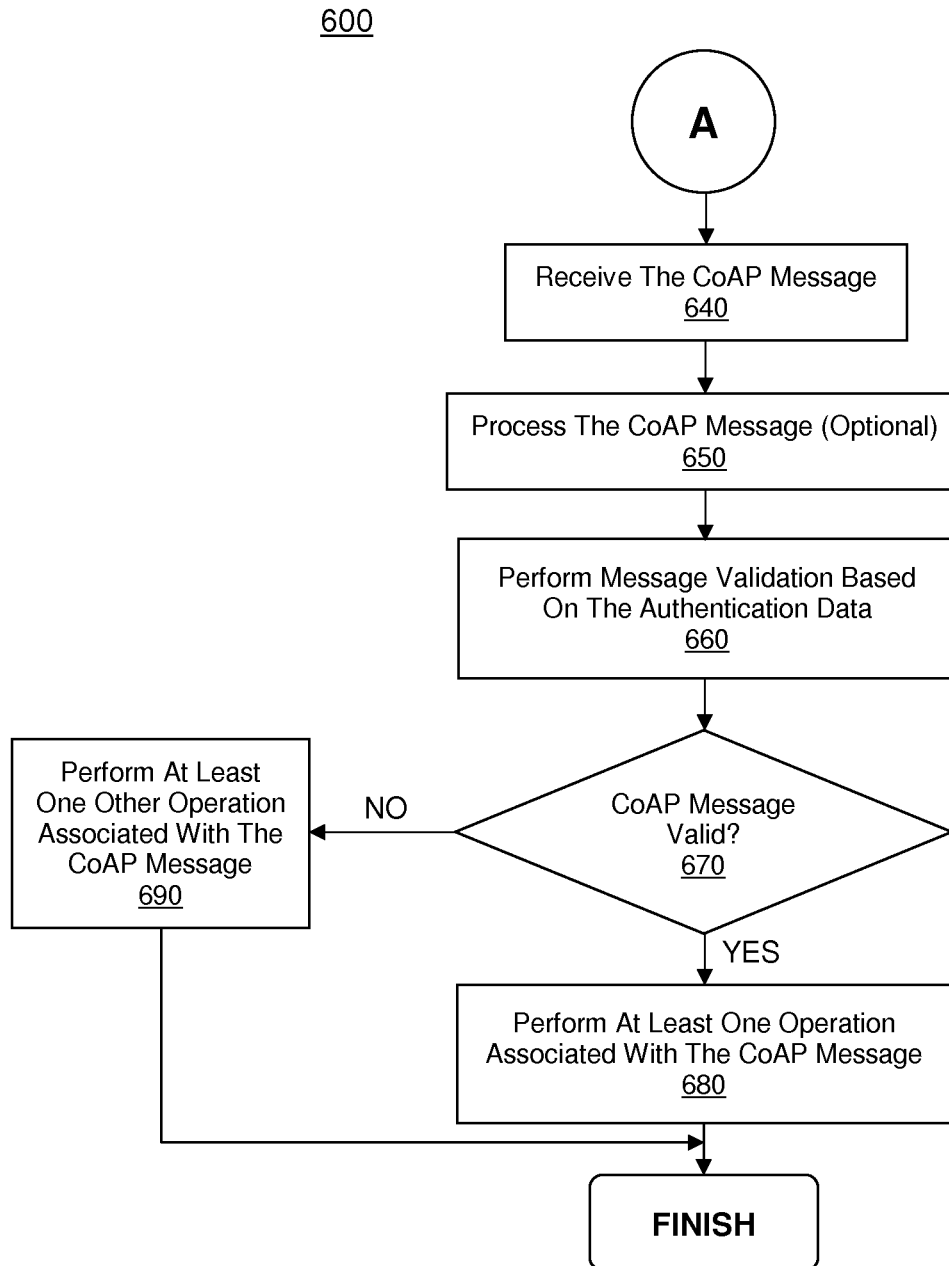 600
A
Receive The CoAP Message
640
Process The CoAP Message (Optional)
650
Perform Message Validation Based
On The Authentication Data
660
CoAP Message
Valid?
670
NO
Perform At Least
One Other Operation
Associated With The
CoAP Message
690
YES
Perform At Least One Operation
Associated With The CoAP Message
680
FINISH